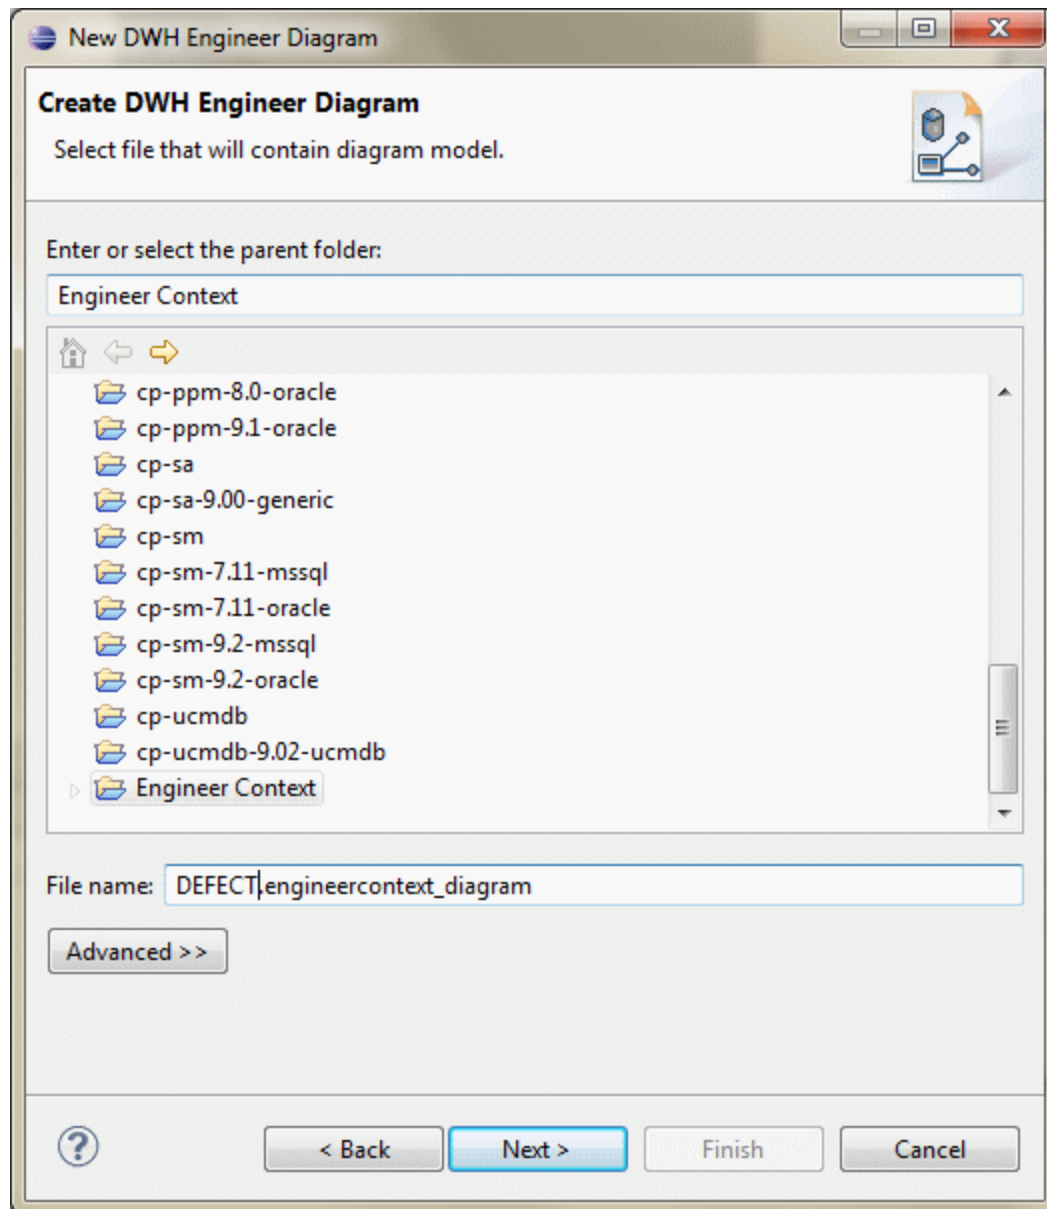 New DWH Engineer Diagram
Create DWH Engineer Diagram
Select file that will contain diagram model.
Enter or select the parent folder:
Engineer Context
cp-ppm-8.0-oracle
cp-ppm-9.1-oracle
cp-sa
cp-sa-9.00-generic
cp-sm
cp-sm-7.11-mssql
cp-sm-7.11-oracle
cp-sm-9.2-mssql
cp-sm-9.2-oracle
cp-ucmdb
cp-ucmdb-9.02-ucmdb
Engineer Context
File name: DEFECT.engineercontext_diagram
Advanced >>
? < Back Next > Finish Cancel